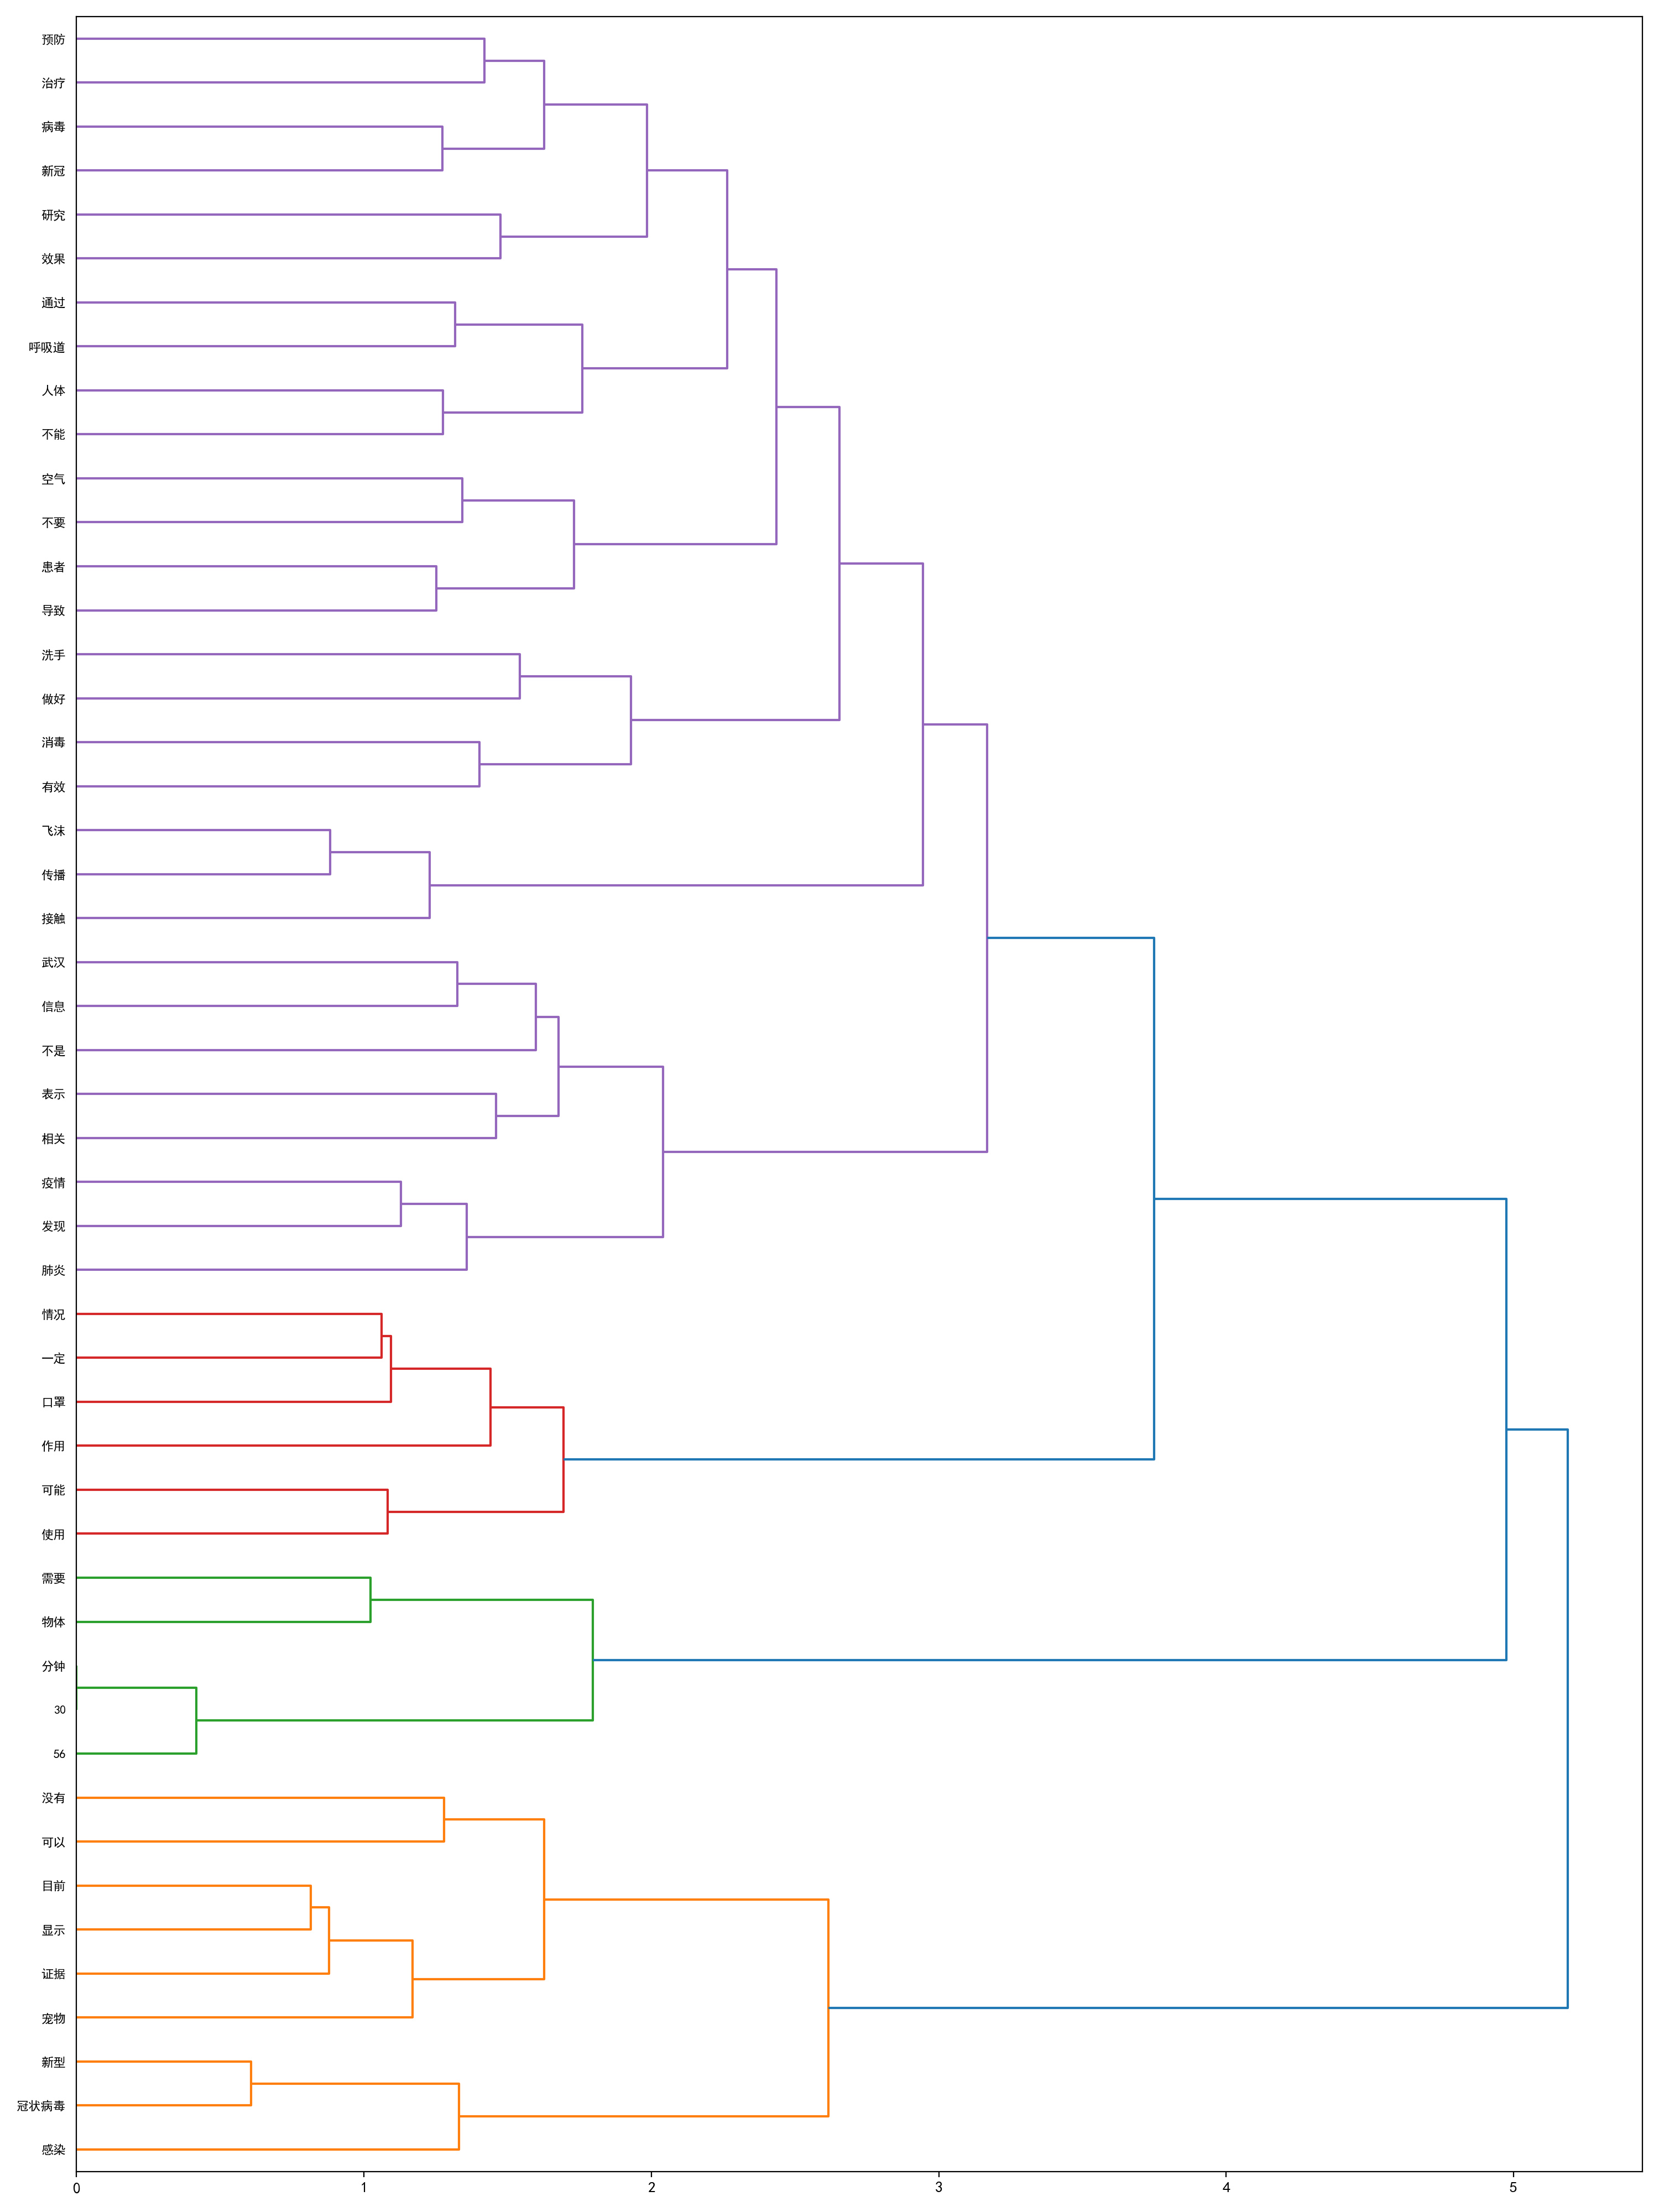 预防
治疗
病毒
新冠
研究
效果
通过
呼吸道
人体
不能
空气
不要
患者
导致
洗手
做好
消毒
有效
飞沫
传播
接触
武汉
信息
不是
表示
相关
疫情
发现
肺炎
情况
一定
口罩
作用
可能
使用
需要
物体
分钟
30
56
没有
可以
目前
显示
证据
宠物
新型
冠状病毒
感染
0 1 2 3 4 5